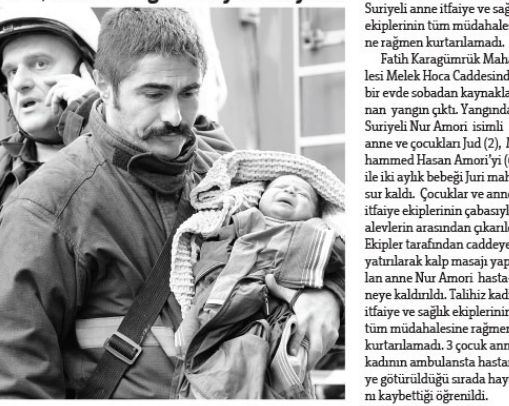 Suriyeli anne itfaiye ve sağ
ekiplerinin tüm müdahales
ne rağmen kurtarılamadı.
Fatih Karagümrük Maha
lesi Melek Hoca Caddesind
bir evde sobadan kaynakla
nan yangın çıktı. Yangında
Suriyeli Nur Amori isimli
anne ve çocukları Jud (2), M
hammed Hasan Amori'yi (6
ile iki aylık bebeği Juri mah
sur kaldı. Çocuklar ve anne
itfaiye ekiplerinin çabasıyl
alevlerin arasından çıkarıld
Ekipler tarafından caddeye
yatırılarak kalp masajı yap
lan anne Nur Amori hasta-
neye kaldırıldı. Talihiz kadı
itfaiye ve sağlık ekiplerinin
tüm müdahalesine rağmen
kurtarılamadı. 3 çocuk ann
kadının ambulansta hastan
ye götürüldüğü sırada hay
nı kaybettiği öğrenildi.